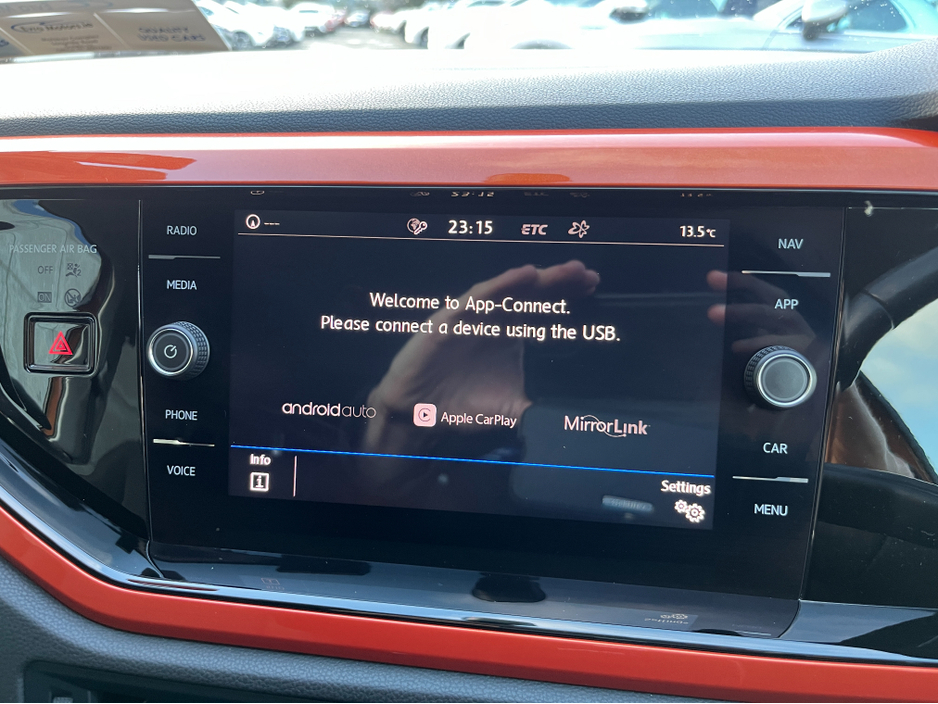 QUALITY
USED CARS
PASSENGER AIR BAG
OFF
ON
RADIO
MEDIA
PHONE
VOICE
23:15 ETC 13.5°C
Welcome to App-Connect.
Please connect a device using the USB.
androidauto
Apple CarPlay
MirrorLink
Info
i
Settings
NAV
APP
CAR
MENU